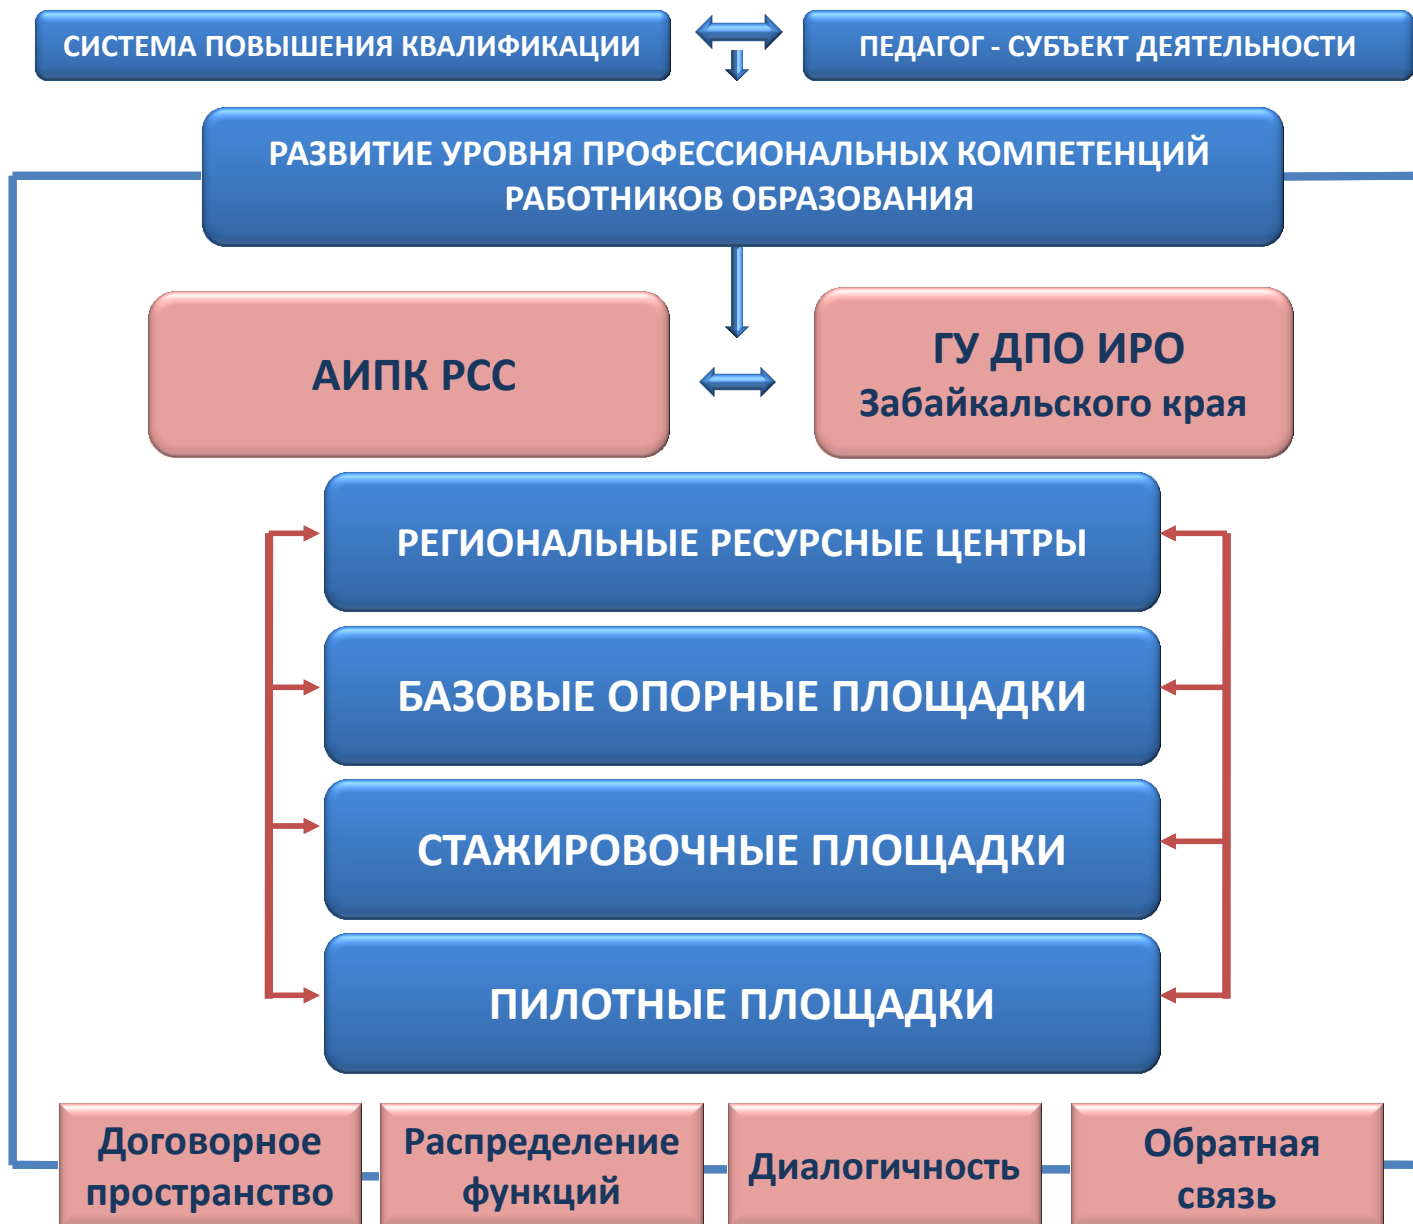 СИСТЕМА ПОВЫШЕНИЯ КВАЛИФИКАЦИИ
ПЕДАГОГ - СУБЪЕКТ ДЕЯТЕЛЬНОСТИ
РАЗВИТИЕ УРОВНЯ ПРОФЕССИОНАЛЬНЫХ КОМПЕТЕНЦИЙ
РАБОТНИКОВ ОБРАЗОВАНИЯ
АИПК РСС
ГУ ДПО ИРО
Забайкальского края
РЕГИОНАЛЬНЫЕ РЕСУРСНЫЕ ЦЕНТРЫ
БАЗОВЫЕ ОПОРНЫЕ ПЛОЩАДКИ
СТАЖИРОВОЧНЫЕ ПЛОЩАДКИ
ПИЛОТНЫЕ ПЛОЩАДКИ
Договорное
пространство
Распределение
функций
Диалогичность
Обратная
связь